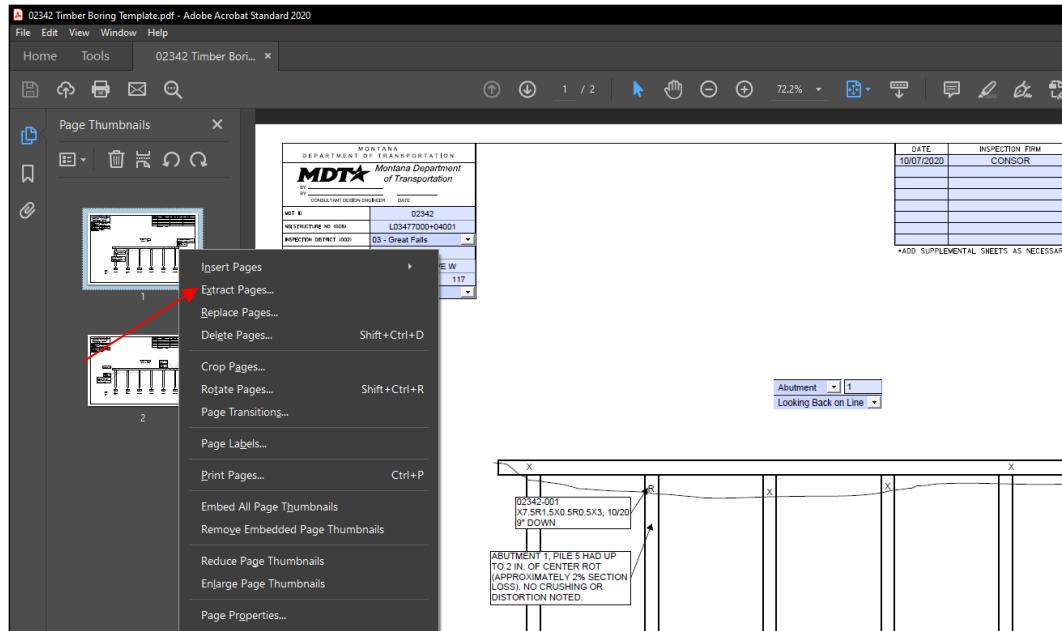 02342 Timber Boring Template.pdf - Adobe Acrobat Standard 2020
File Edit View Window Help
Home Tools 02342 Timber Bori... ×
1 / 2 72.2%
Page Thumbnails ×
1
2
Insert Pages
Extract Pages...
Replace Pages...
Delete Pages... Shift+Ctrl+D
Crop Pages...
Rotate Pages... Shift+Ctrl+R
Page Transitions...
Page Labels...
Print Pages... Ctrl+P
Embed All Page Thumbnails
Remove Embedded Page Thumbnails
Reduce Page Thumbnails
Enlarge Page Thumbnails
Page Properties...
MONTANA
DEPARTMENT OF TRANSPORTATION
MDT Montana Department
of Transportation
BY
BY
CONSULTANT DESIGN ENGINEER DATE
MDT ID 02342
NBI STRUCTURE NO (008) L03477000+04001
INSPECTION DISTRICT (002) 03 - Great Falls
E W
117
DATE INSPECTION FIRM
10/07/2020 CONSOR
*ADD SUPPLEMENTAL SHEETS AS NECESSAR
Abutment 1
Looking Back on Line
X X
R X X
02342-001
X7.5R1.5X0.5R0.5X3, 10/20
9" DOWN
ABUTMENT 1, PILE 5 HAD UP
TO 2 IN. OF CENTER ROT
(APPROXIMATELY 2% SECTION
LOSS). NO CRUSHING OR
DISTORTION NOTED.